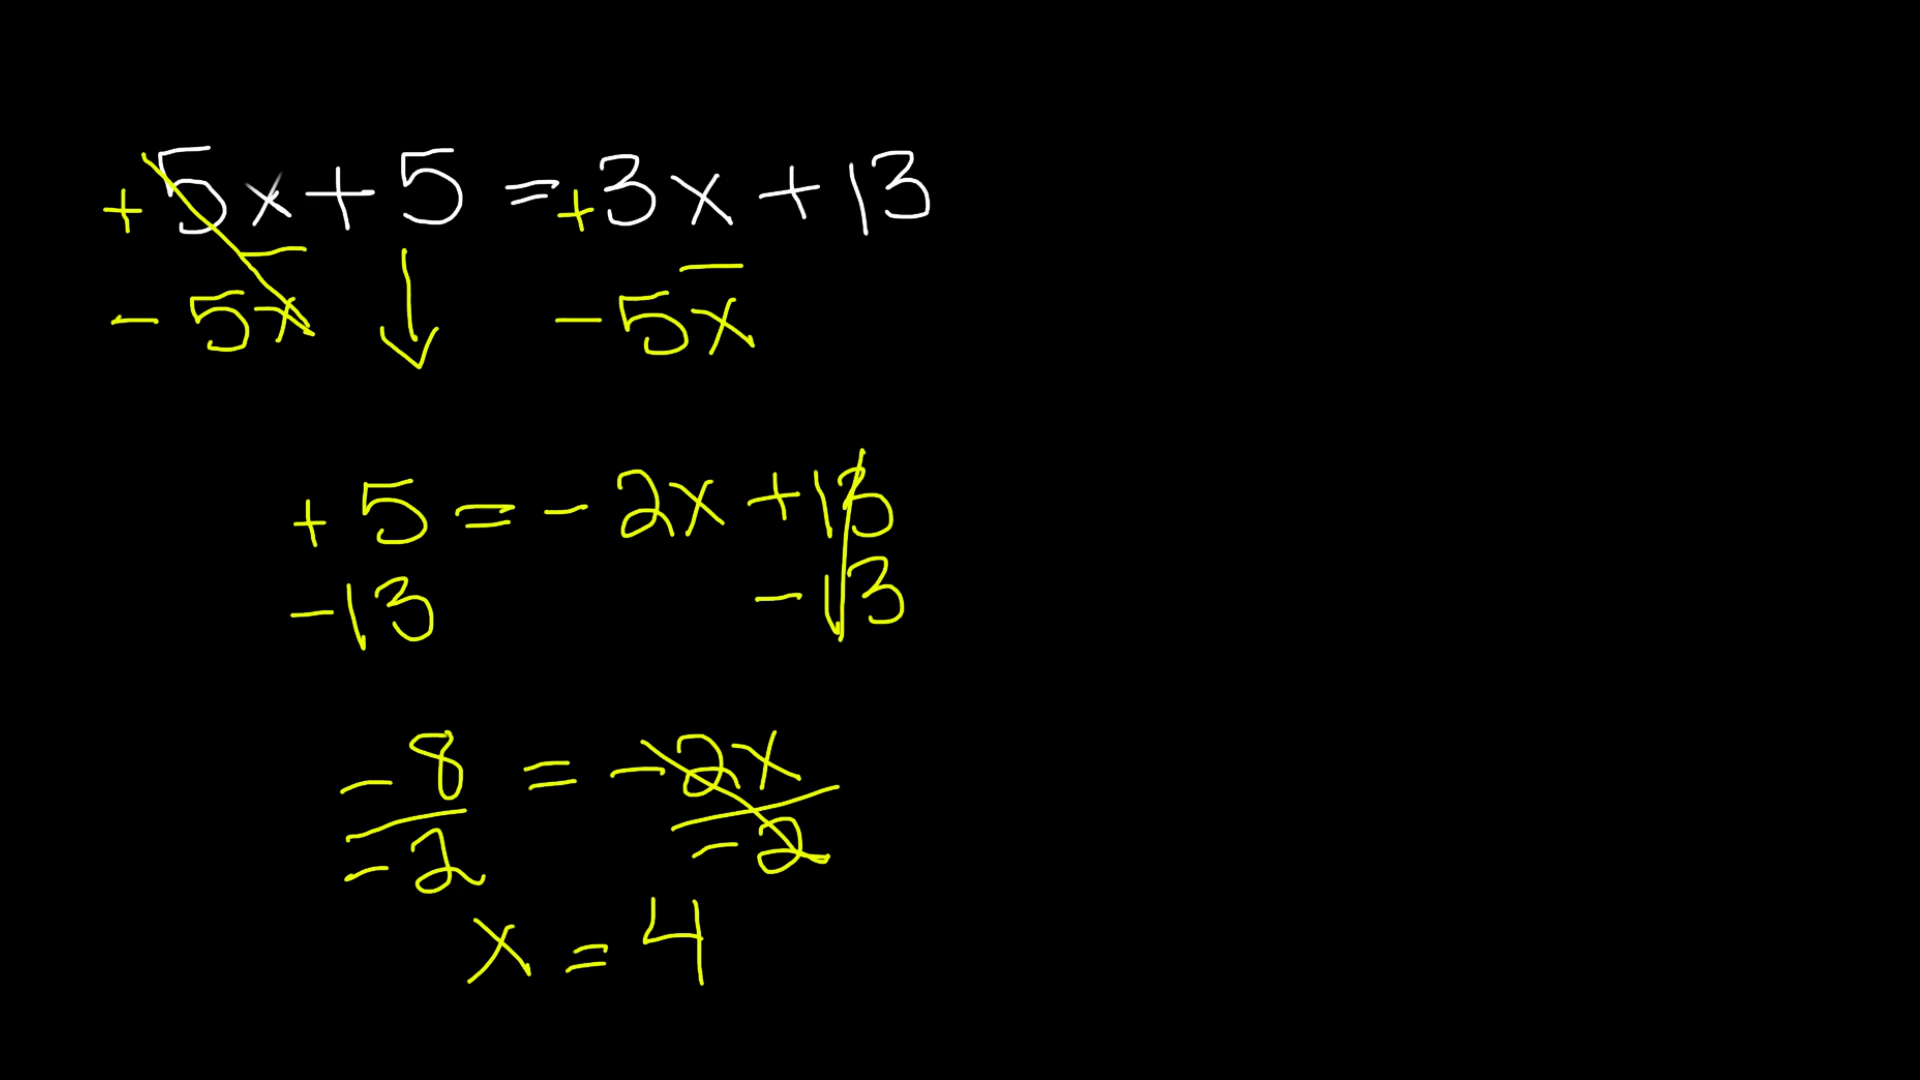 +5x+5=+3x+13
-5x -5x
+5=-2x+13
-13 -13
-8=-2x
-2 -2
x=4